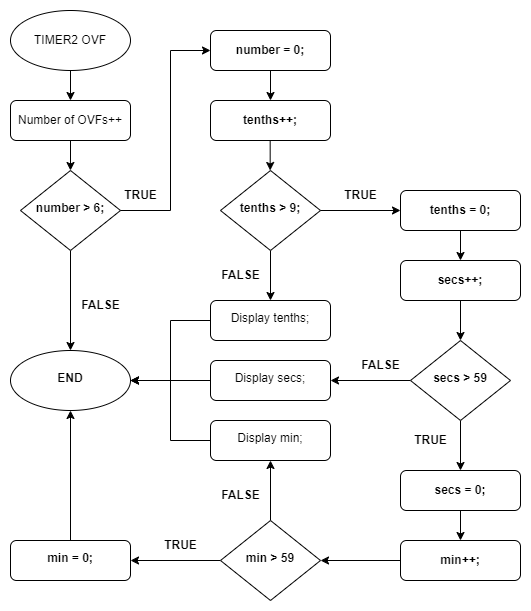 TIMER2 OVF
number = 0;
Number of OVFs++
tenths++;
TRUE
TRUE
number > 6;
tenths > 9;
tenths = 0;
FALSE
secs++;
FALSE
Display tenths;
FALSE
END
Display secs;
secs > 59
TRUE
Display min;
FALSE
secs = 0;
TRUE
min = 0;
min > 59
min++;